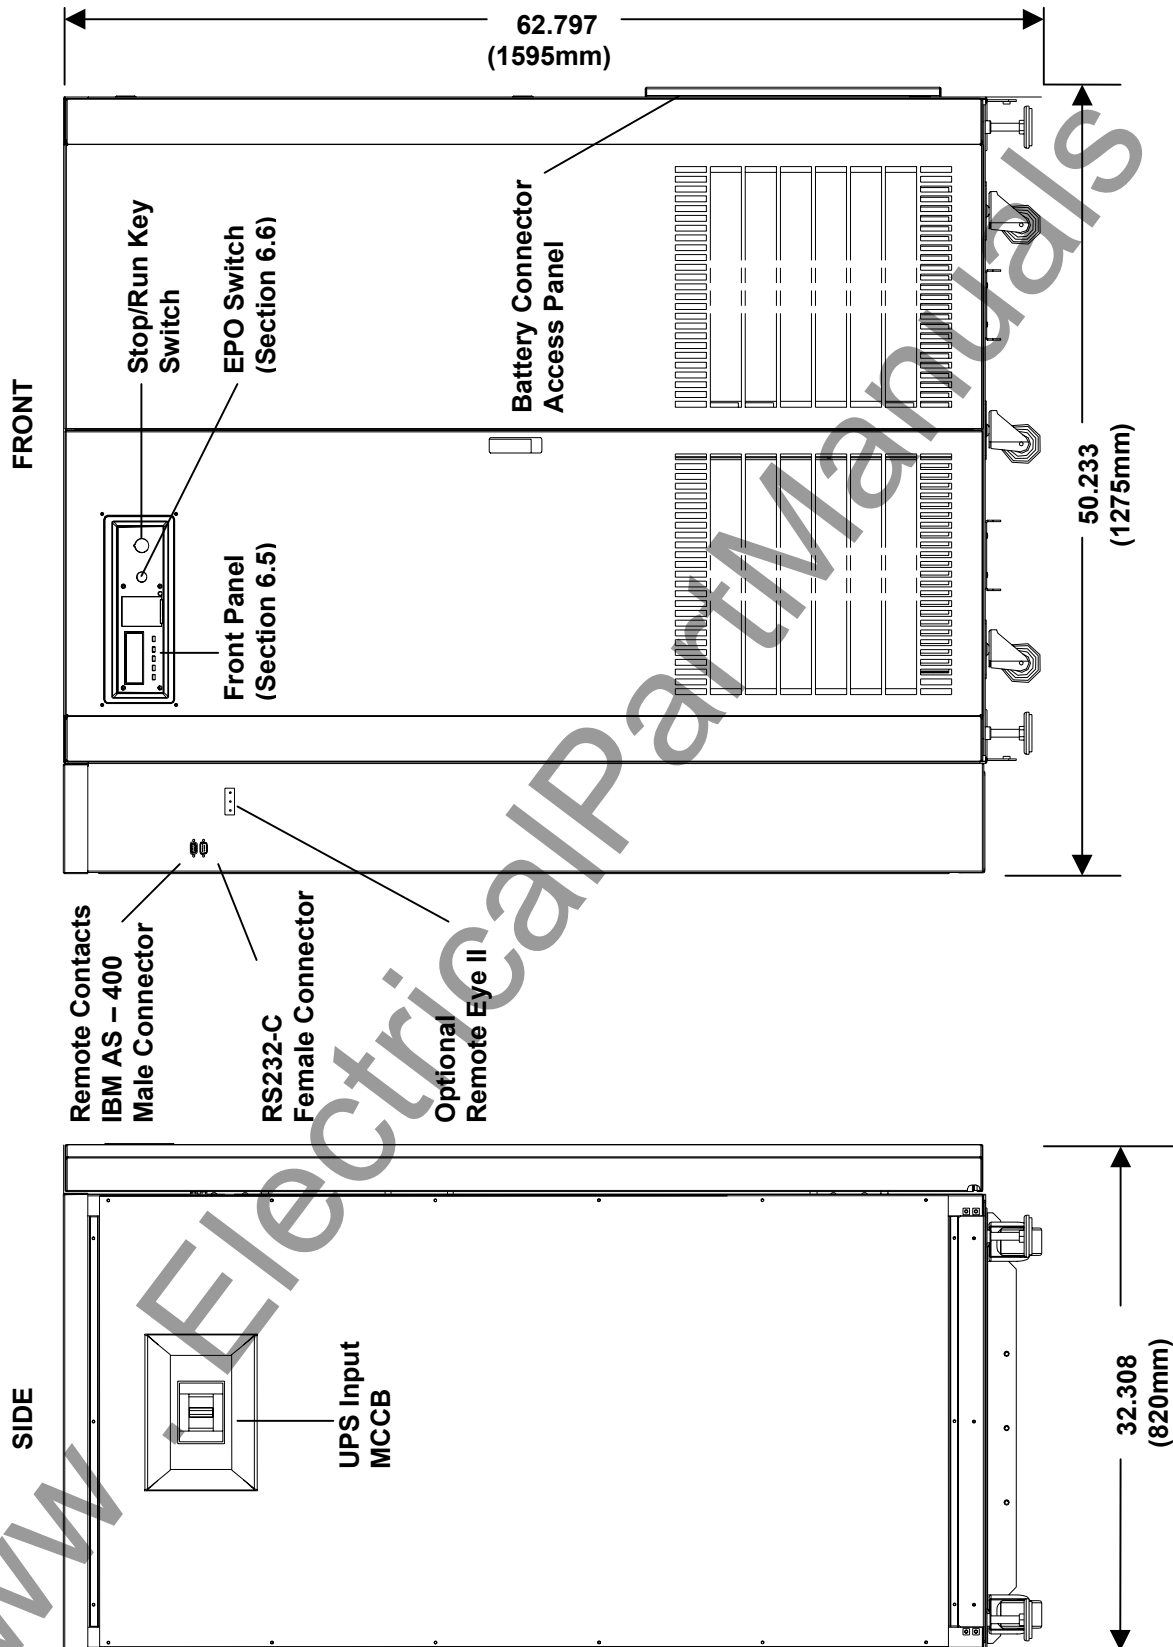 FRONT
62.797
(1595mm)
Stop/Run Key
Switch
EPO Switch
(Section 6.6)
Front Panel
(Section 6.5)
Battery Connector
Access Panel
50.233
(1275mm)
Remote Contacts
IBM AS – 400
Male Connector
RS232-C
Female Connector
Optional
Remote Eye II
SIDE
UPS Input
MCCB
32.308
(820mm)
ww . ElectricalPartManuals